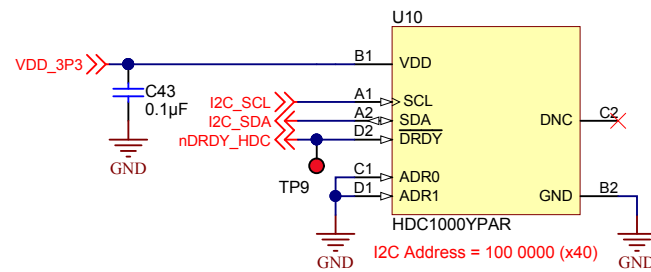 U10
VDD_3P3
B1
VDD
C43
0.1µF
GND
I2C_SCL
A1
SCL
I2C_SDA
A2
SDA
DNC
C2
nDRDY_HDC
D2
DRDY
TP9
C1
ADR0
D1
ADR1
GND
B2
HDC1000YPAR
GND
I2C Address = 100 0000 (x40)
GND